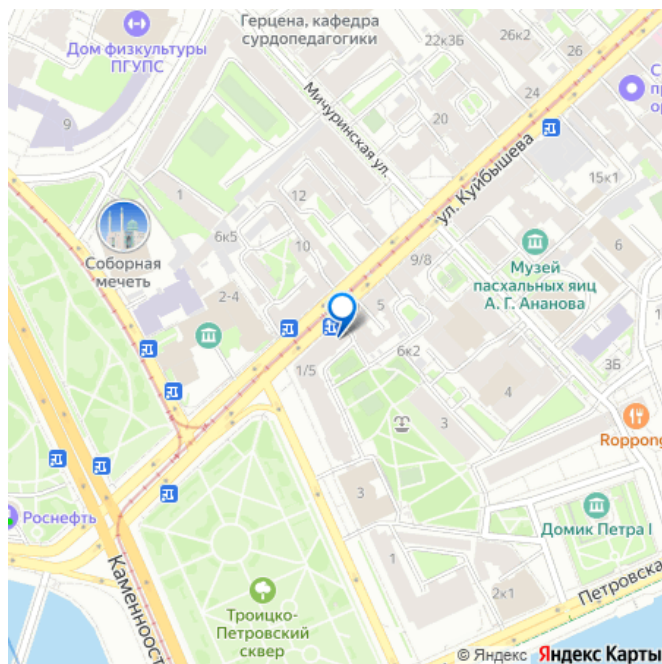 Герцена, кафедра
сурдопедагогики
22к3Б
26к2
26
Дом физкультуры
ПГУПС
24
9
20
Мичуринская ул.
ул. Куйбышева
1
12
15к1
6к5
10
Соборная
мечеть
9/8
6
Музей
пасхальных яиц
А. Г. Ананова
2-4
5
6к2
1/5
4
3Б
3
Roppong
Роснефть
3
Домик Петра I
1
Каменноост
Троицко-
Петровский
сквер
2к1
Петровска
© Яндекс Яндекс Карты